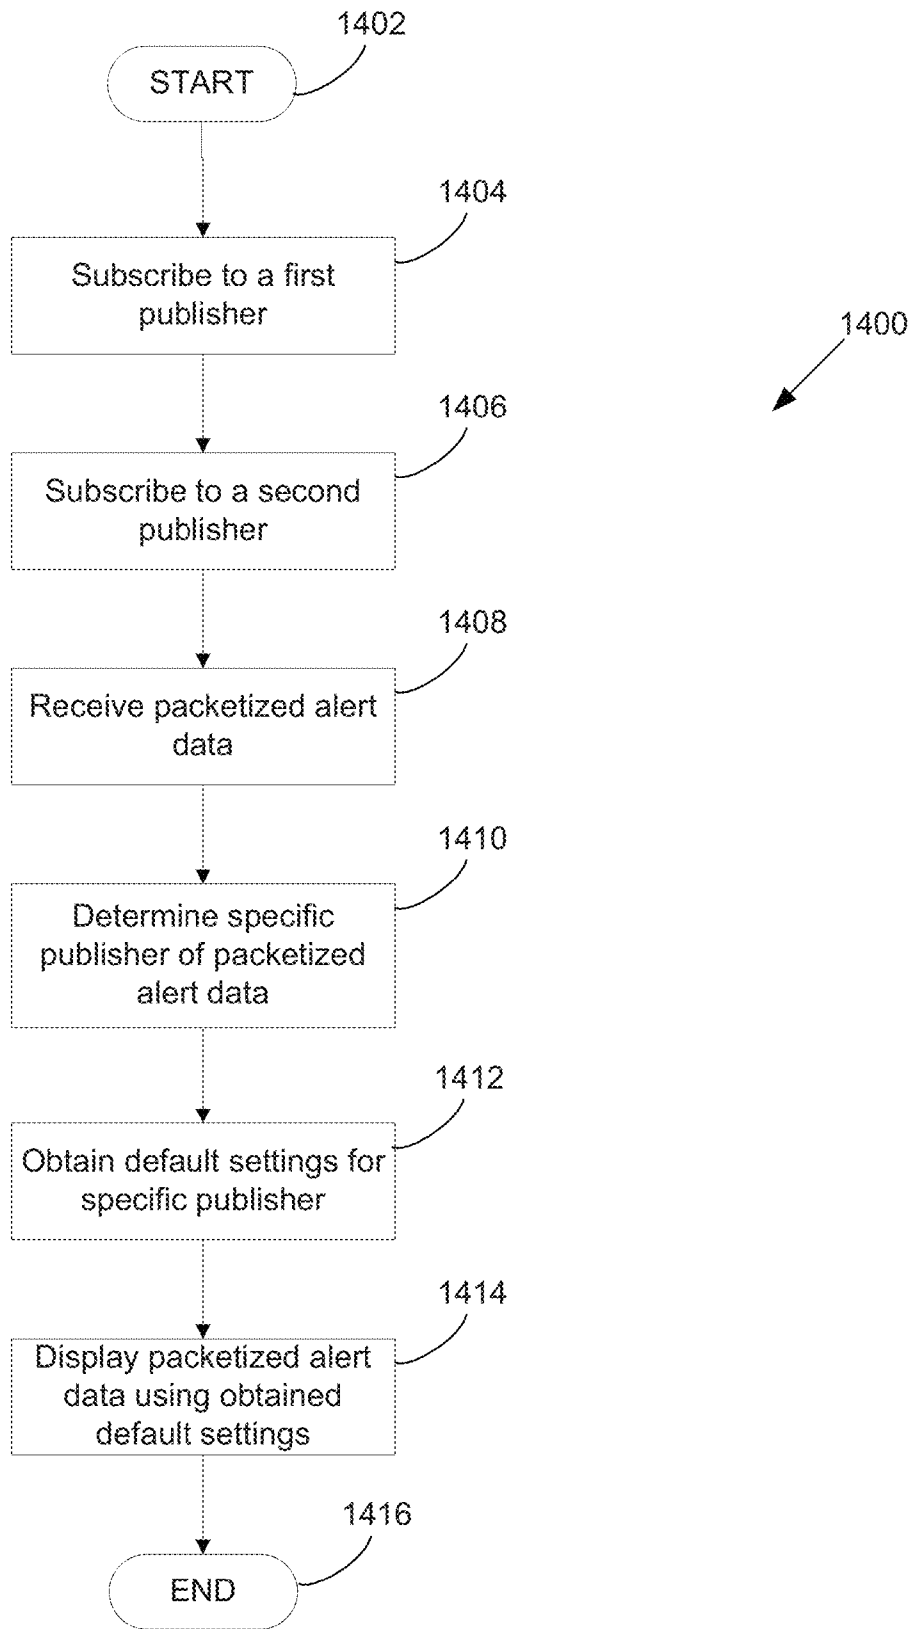 1402
START
1404
Subscribe to a first
publisher
1400
1406
Subscribe to a second
publisher
1408
Receive packetized alert
data
1410
Determine specific
publisher of packetized
alert data
1412
Obtain default settings for
specific publisher
1414
Display packetized alert
data using obtained
default settings
1416
END